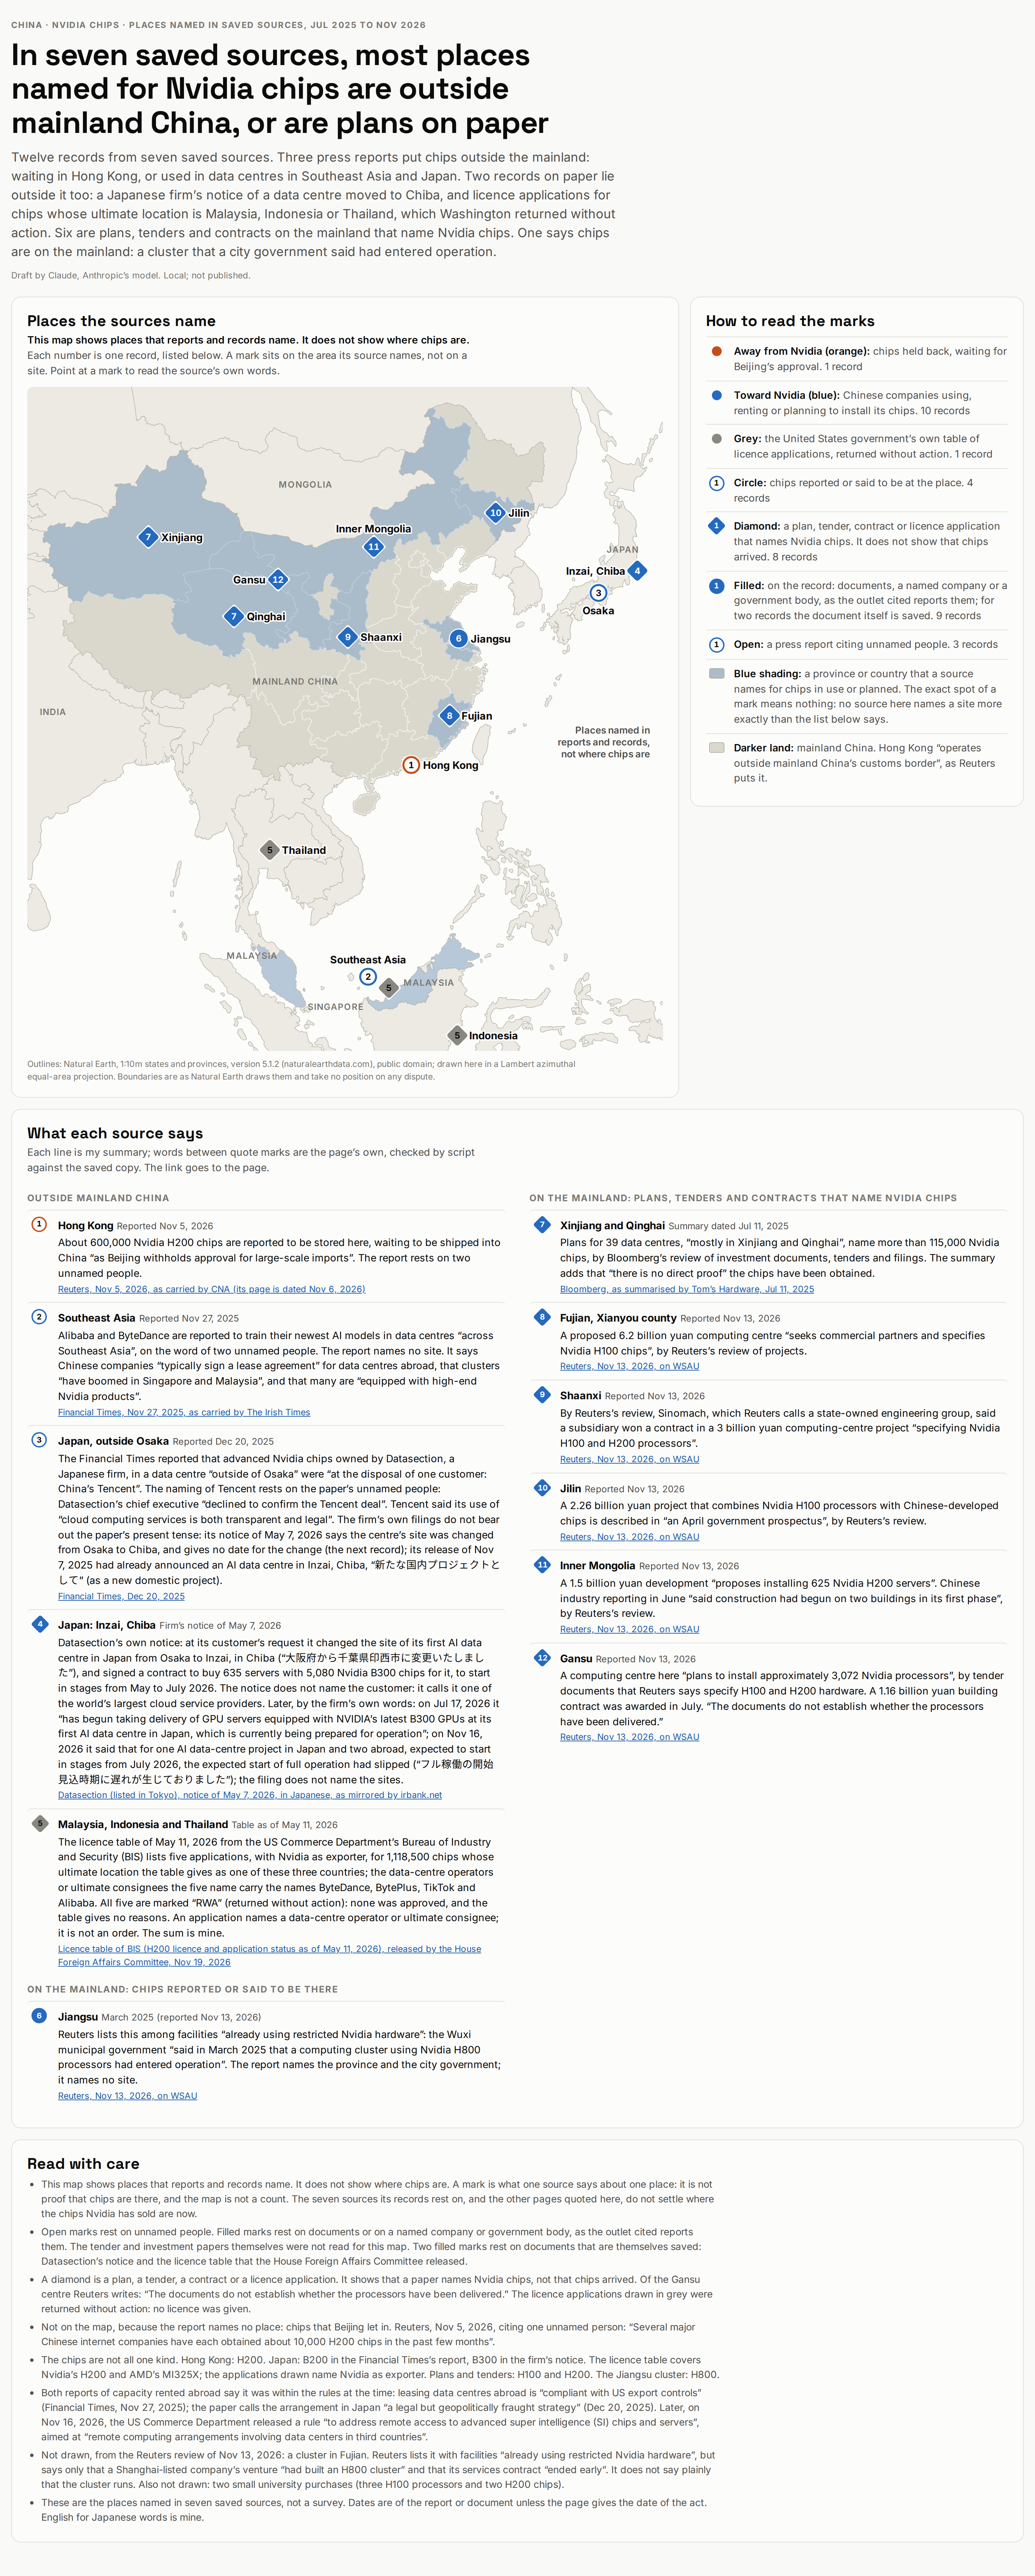 CHINA · NVIDIA CHIPS · PLACES NAMED IN SAVED SOURCES, JUL 2025 TO NOV 2026
In seven saved sources, most places
named for Nvidia chips are outside
mainland China, or are plans on paper
Twelve records from seven saved sources. Three press reports put chips outside the mainland:
waiting in Hong Kong, or used in data centres in Southeast Asia and Japan. Two records on paper lie
outside it too: a Japanese firm’s notice of a data centre moved to Chiba, and licence applications for
chips whose ultimate location is Malaysia, Indonesia or Thailand, which Washington returned without
action. Six are plans, tenders and contracts on the mainland that name Nvidia chips. One says chips
are on the mainland: a cluster that a city government said had entered operation.
Draft by Claude, Anthropic’s model. Local; not published.
Places the sources name
This map shows places that reports and records name. It does not show where chips are.
Each number is one record, listed below. A mark sits on the area its source names, not on a
site. Point at a mark to read the source’s own words.
MONGOLIA
10 Jilin
Inner Mongolia
11
7 Xinjiang
JAPAN
Inzai, Chiba 4
Gansu 12
3
Osaka
7 Qinghai
9 Shaanxi
6 Jiangsu
MAINLAND CHINA
INDIA
8 Fujian
Places named in
reports and records,
not where chips are
1 Hong Kong
5 Thailand
MALAYSIA
Southeast Asia
2
5
MALAYSIA
SINGAPORE
5 Indonesia
Outlines: Natural Earth, 1:10m states and provinces, version 5.1.2 (naturalearthdata.com), public domain; drawn here in a Lambert azimuthal
equal-area projection. Boundaries are as Natural Earth draws them and take no position on any dispute.
How to read the marks
Away from Nvidia (orange): chips held back, waiting for
Beijing’s approval. 1 record
Toward Nvidia (blue): Chinese companies using,
renting or planning to install its chips. 10 records
Grey: the United States government’s own table of
licence applications, returned without action. 1 record
1 Circle: chips reported or said to be at the place. 4
records
1 Diamond: a plan, tender, contract or licence application
that names Nvidia chips. It does not show that chips
arrived. 8 records
1 Filled: on the record: documents, a named company or a
government body, as the outlet cited reports them; for
two records the document itself is saved. 9 records
1 Open: a press report citing unnamed people. 3 records
Blue shading: a province or country that a source
names for chips in use or planned. The exact spot of a
mark means nothing: no source here names a site more
exactly than the list below says.
Darker land: mainland China. Hong Kong “operates
outside mainland China’s customs border”, as Reuters
puts it.
What each source says
Each line is my summary; words between quote marks are the page’s own, checked by script
against the saved copy. The link goes to the page.
OUTSIDE MAINLAND CHINA
1 Hong Kong Reported Nov 5, 2026
About 600,000 Nvidia H200 chips are reported to be stored here, waiting to be shipped into
China “as Beijing withholds approval for large-scale imports”. The report rests on two
unnamed people.
Reuters, Nov 5, 2026, as carried by CNA (its page is dated Nov 6, 2026)
2 Southeast Asia Reported Nov 27, 2025
Alibaba and ByteDance are reported to train their newest AI models in data centres “across
Southeast Asia”, on the word of two unnamed people. The report names no site. It says
Chinese companies “typically sign a lease agreement” for data centres abroad, that clusters
“have boomed in Singapore and Malaysia”, and that many are “equipped with high-end
Nvidia products”.
Financial Times, Nov 27, 2025, as carried by The Irish Times
3 Japan, outside Osaka Reported Dec 20, 2025
The Financial Times reported that advanced Nvidia chips owned by Datasection, a
Japanese firm, in a data centre “outside of Osaka” were “at the disposal of one customer:
China’s Tencent”. The naming of Tencent rests on the paper’s unnamed people:
Datasection’s chief executive “declined to confirm the Tencent deal”. Tencent said its use of
“cloud computing services is both transparent and legal”. The firm’s own filings do not bear
out the paper’s present tense: its notice of May 7, 2026 says the centre’s site was changed
from Osaka to Chiba, and gives no date for the change (the next record); its release of Nov
7, 2025 had already announced an AI data centre in Inzai, Chiba, “新たな国内プロジェクトと
して” (as a new domestic project).
Financial Times, Dec 20, 2025
4 Japan: Inzai, Chiba Firm’s notice of May 7, 2026
Datasection’s own notice: at its customer’s request it changed the site of its first AI data
centre in Japan from Osaka to Inzai, in Chiba (“大阪府から千葉県印西市に変更いたしまし
た”), and signed a contract to buy 635 servers with 5,080 Nvidia B300 chips for it, to start
in stages from May to July 2026. The notice does not name the customer: it calls it one of
the world’s largest cloud service providers. Later, by the firm’s own words: on Jul 17, 2026 it
“has begun taking delivery of GPU servers equipped with NVIDIA’s latest B300 GPUs at its
first AI data centre in Japan, which is currently being prepared for operation”; on Nov 16,
2026 it said that for one AI data-centre project in Japan and two abroad, expected to start
in stages from July 2026, the expected start of full operation had slipped (“フル稼働の開始
見込時期に遅れが生じておりました”); the filing does not name the sites.
Datasection (listed in Tokyo), notice of May 7, 2026, in Japanese, as mirrored by irbank.net
5 Malaysia, Indonesia and Thailand Table as of May 11, 2026
The licence table of May 11, 2026 from the US Commerce Department’s Bureau of Industry
and Security (BIS) lists five applications, with Nvidia as exporter, for 1,118,500 chips whose
ultimate location the table gives as one of these three countries; the data-centre operators
or ultimate consignees the five name carry the names ByteDance, BytePlus, TikTok and
Alibaba. All five are marked “RWA” (returned without action): none was approved, and the
table gives no reasons. An application names a data-centre operator or ultimate consignee;
it is not an order. The sum is mine.
Licence table of BIS (H200 licence and application status as of May 11, 2026), released by the House
Foreign Affairs Committee, Nov 19, 2026
ON THE MAINLAND: CHIPS REPORTED OR SAID TO BE THERE
6 Jiangsu March 2025 (reported Nov 13, 2026)
Reuters lists this among facilities “already using restricted Nvidia hardware”: the Wuxi
municipal government “said in March 2025 that a computing cluster using Nvidia H800
processors had entered operation”. The report names the province and the city government;
it names no site.
Reuters, Nov 13, 2026, on WSAU
ON THE MAINLAND: PLANS, TENDERS AND CONTRACTS THAT NAME NVIDIA CHIPS
7 Xinjiang and Qinghai Summary dated Jul 11, 2025
Plans for 39 data centres, “mostly in Xinjiang and Qinghai”, name more than 115,000 Nvidia
chips, by Bloomberg’s review of investment documents, tenders and filings. The summary
adds that “there is no direct proof” the chips have been obtained.
Bloomberg, as summarised by Tom’s Hardware, Jul 11, 2025
8 Fujian, Xianyou county Reported Nov 13, 2026
A proposed 6.2 billion yuan computing centre “seeks commercial partners and specifies
Nvidia H100 chips”, by Reuters’s review of projects.
Reuters, Nov 13, 2026, on WSAU
9 Shaanxi Reported Nov 13, 2026
By Reuters’s review, Sinomach, which Reuters calls a state-owned engineering group, said
a subsidiary won a contract in a 3 billion yuan computing-centre project “specifying Nvidia
H100 and H200 processors”.
Reuters, Nov 13, 2026, on WSAU
10 Jilin Reported Nov 13, 2026
A 2.26 billion yuan project that combines Nvidia H100 processors with Chinese-developed
chips is described in “an April government prospectus”, by Reuters’s review.
Reuters, Nov 13, 2026, on WSAU
11 Inner Mongolia Reported Nov 13, 2026
A 1.5 billion yuan development “proposes installing 625 Nvidia H200 servers”. Chinese
industry reporting in June “said construction had begun on two buildings in its first phase”,
by Reuters’s review.
Reuters, Nov 13, 2026, on WSAU
12 Gansu Reported Nov 13, 2026
A computing centre here “plans to install approximately 3,072 Nvidia processors”, by tender
documents that Reuters says specify H100 and H200 hardware. A 1.16 billion yuan building
contract was awarded in July. “The documents do not establish whether the processors
have been delivered.”
Reuters, Nov 13, 2026, on WSAU
Read with care
• This map shows places that reports and records name. It does not show where chips are. A mark is what one source says about one place: it is not
proof that chips are there, and the map is not a count. The seven sources its records rest on, and the other pages quoted here, do not settle where
the chips Nvidia has sold are now.
• Open marks rest on unnamed people. Filled marks rest on documents or on a named company or government body, as the outlet cited reports
them. The tender and investment papers themselves were not read for this map. Two filled marks rest on documents that are themselves saved:
Datasection’s notice and the licence table that the House Foreign Affairs Committee released.
• A diamond is a plan, a tender, a contract or a licence application. It shows that a paper names Nvidia chips, not that chips arrived. Of the Gansu
centre Reuters writes: “The documents do not establish whether the processors have been delivered.” The licence applications drawn in grey were
returned without action: no licence was given.
• Not on the map, because the report names no place: chips that Beijing let in. Reuters, Nov 5, 2026, citing one unnamed person: “Several major
Chinese internet companies have each obtained about 10,000 H200 chips in the past few months”.
• The chips are not all one kind. Hong Kong: H200. Japan: B200 in the Financial Times’s report, B300 in the firm’s notice. The licence table covers
Nvidia’s H200 and AMD’s MI325X; the applications drawn name Nvidia as exporter. Plans and tenders: H100 and H200. The Jiangsu cluster: H800.
• Both reports of capacity rented abroad say it was within the rules at the time: leasing data centres abroad is “compliant with US export controls”
(Financial Times, Nov 27, 2025); the paper calls the arrangement in Japan “a legal but geopolitically fraught strategy” (Dec 20, 2025). Later, on
Nov 16, 2026, the US Commerce Department released a rule “to address remote access to advanced super intelligence (SI) chips and servers”,
aimed at “remote computing arrangements involving data centers in third countries”.
• Not drawn, from the Reuters review of Nov 13, 2026: a cluster in Fujian. Reuters lists it with facilities “already using restricted Nvidia hardware”, but
says only that a Shanghai-listed company’s venture “had built an H800 cluster” and that its services contract “ended early”. It does not say plainly
that the cluster runs. Also not drawn: two small university purchases (three H100 processors and two H200 chips).
• These are the places named in seven saved sources, not a survey. Dates are of the report or document unless the page gives the date of the act.
English for Japanese words is mine.